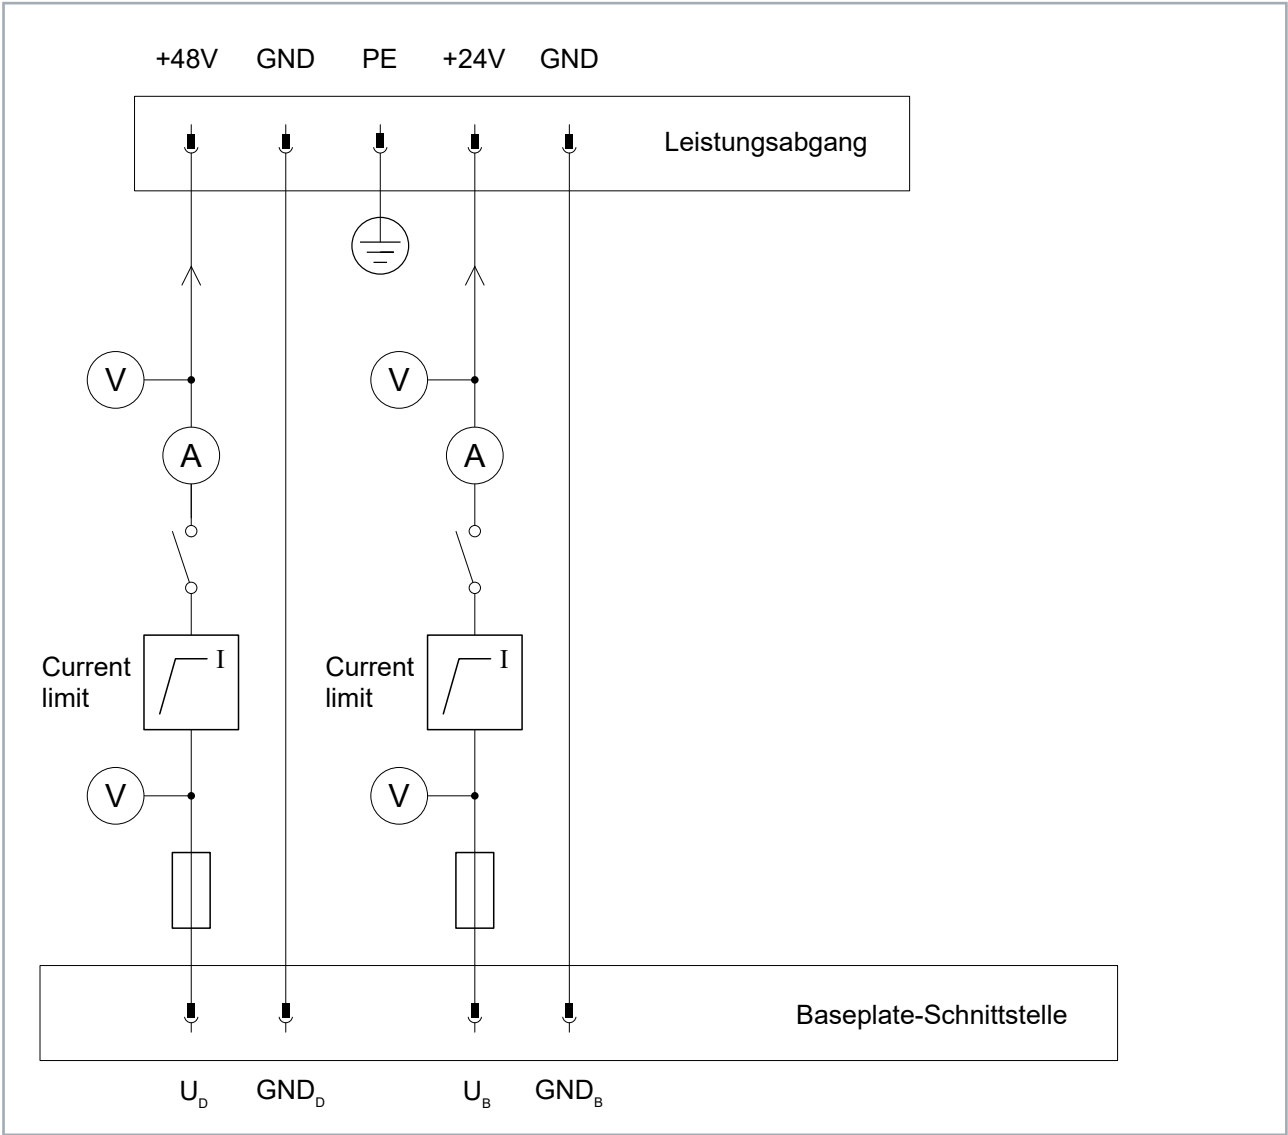 +48V GND PE +24V GND
Leistungsabgang
V V
A A
I I
Current Current
limit limit
V V
Baseplate-Schnittstelle
U_D GND_D U_B GND_B